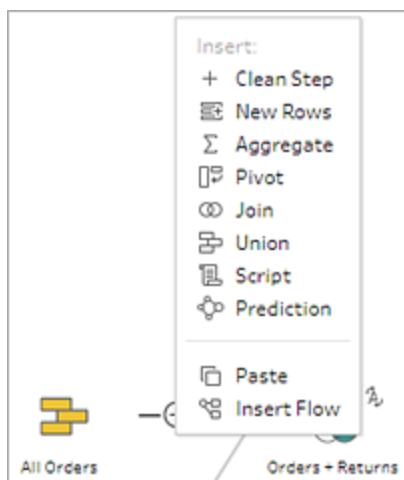 Insert:
Clean Step
New Rows
Aggregate
Pivot
Join
Union
Script
Prediction
Paste
Insert Flow
All Orders
Orders + Returns